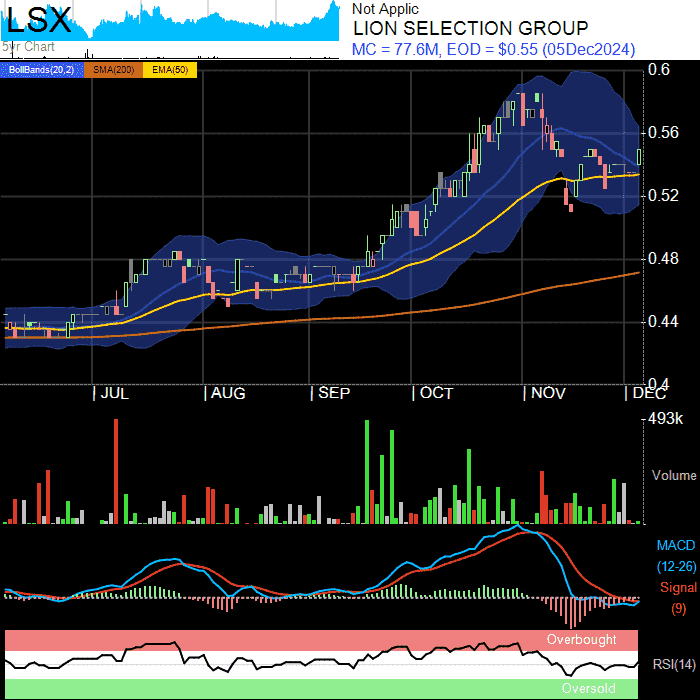 LSX
5yr Chart
Not Applic
LION SELECTION GROUP
MC = 77.6M, EOD = $0.55 (05Dec2024)
BollBands(20,2) SMA(200) EMA(50)
0.6
0.56
0.52
0.48
0.44
0.4
| JUL | AUG | SEP | OCT | NOV | DEC
493k
Volume
MACD
(12-26)
Signal
(9)
Overbought
RSI(14)
Oversold